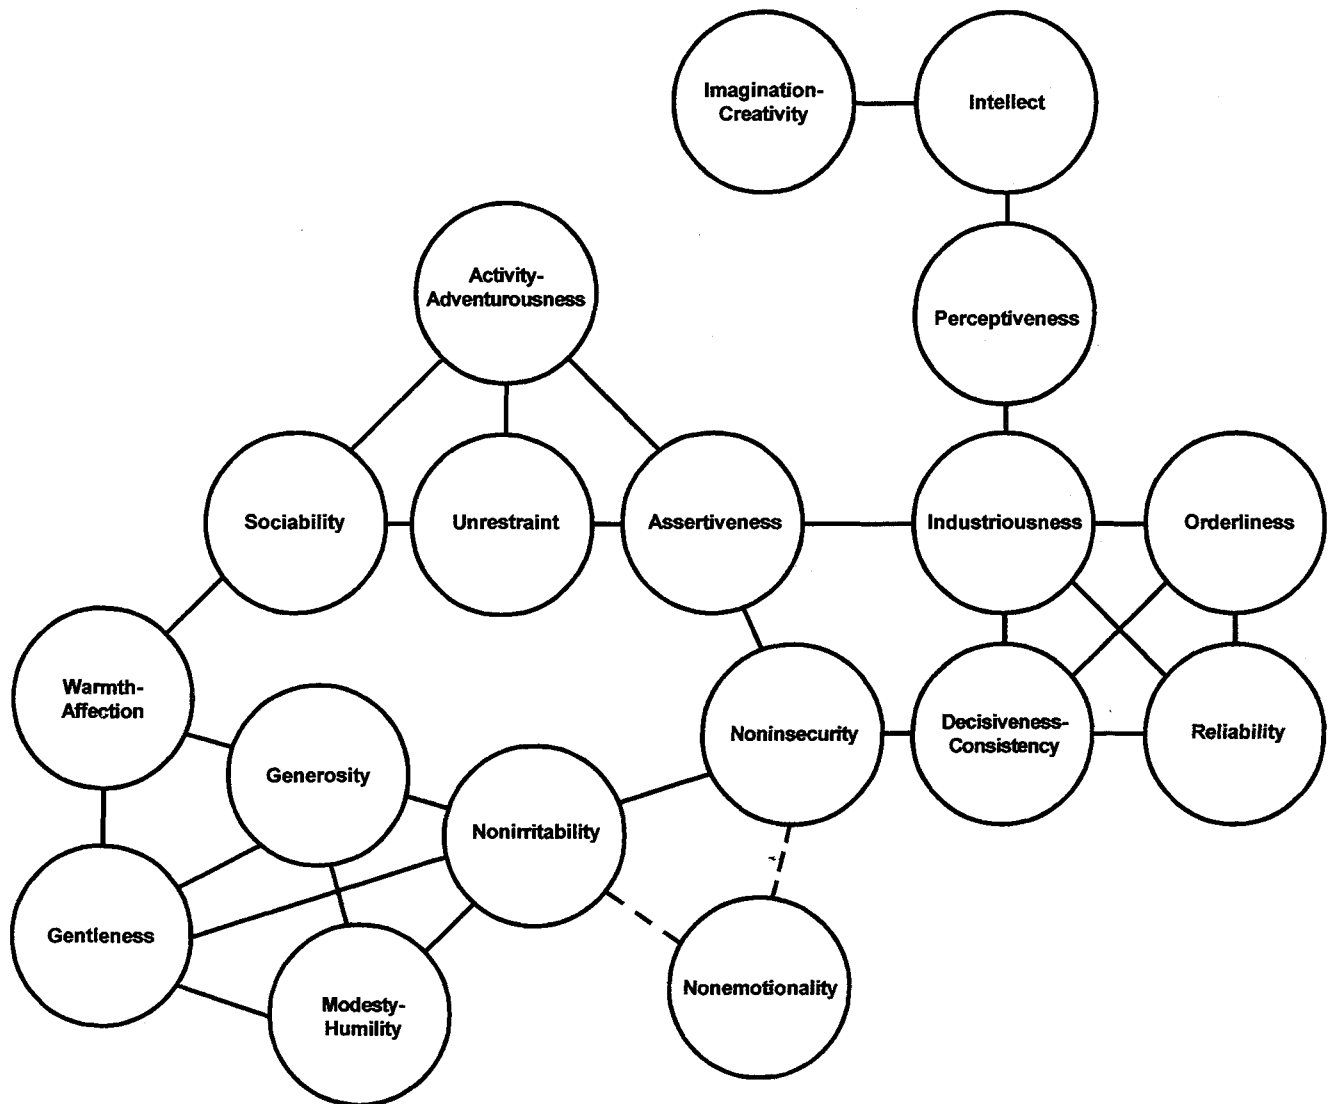 Imagination-
Creativity
Intellect
Activity-
Adventurousness
Perceptiveness
Sociability
Unrestraint
Assertiveness
Industriousness
Orderliness
Warmth-
Affection
Generosity
Nonirritability
Noninsecurity
Decisiveness-
Consistency
Reliability
Gentleness
Modesty-
Humility
Nonemotionality